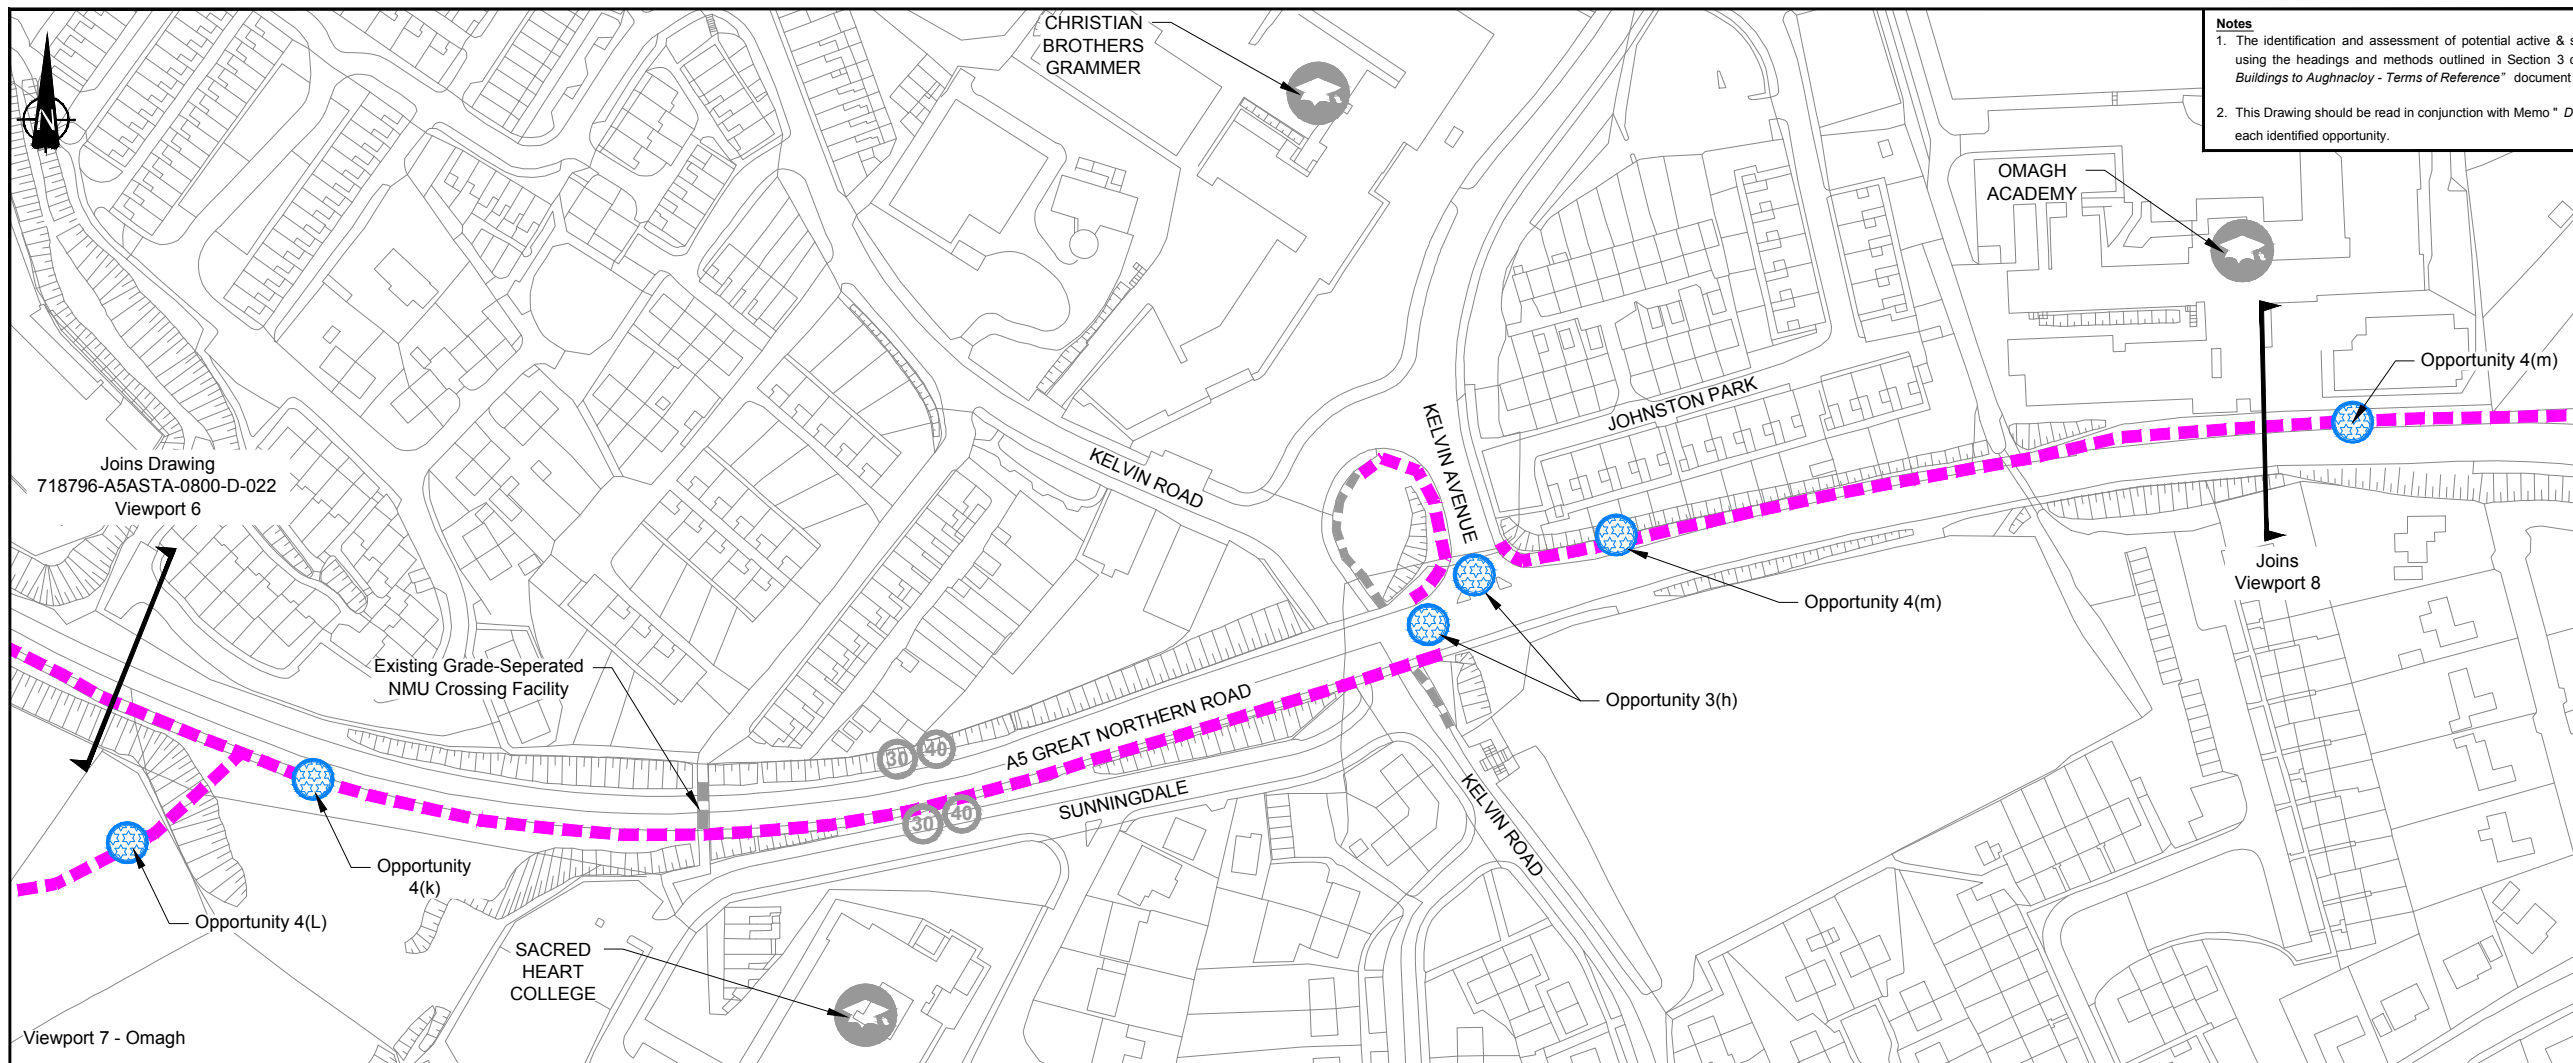 CHRISTIAN
BROTHERS
GRAMMER
Notes
1. The identification and assessment of potential active & s
using the headings and methods outlined in Section 3 o
Buildings to Aughnacloy - Terms of Reference" document
2. This Drawing should be read in conjunction with Memo " D
each identified opportunity.
N
OMAGH
ACADEMY
Opportunity 4(m)
JOHNSTON PARK
KELVIN AVENUE
KELVIN ROAD
Joins Drawing
718796-A5ASTA-0800-D-022
Viewport 6
Joins
Viewport 8
Opportunity 4(m)
Existing Grade-Seperated
NMU Crossing Facility
Opportunity 3(h)
A5 GREAT NORTHERN ROAD
30
40
30
40
SUNNINGDALE
KELVIN ROAD
Opportunity
4(k)
Opportunity 4(L)
SACRED
HEART
COLLEGE
Viewport 7 - Omagh